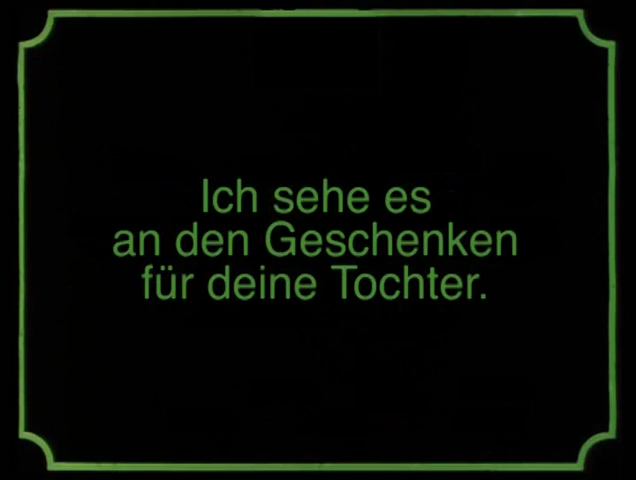 Ich sehe es
an den Geschenken
für deine Tochter.